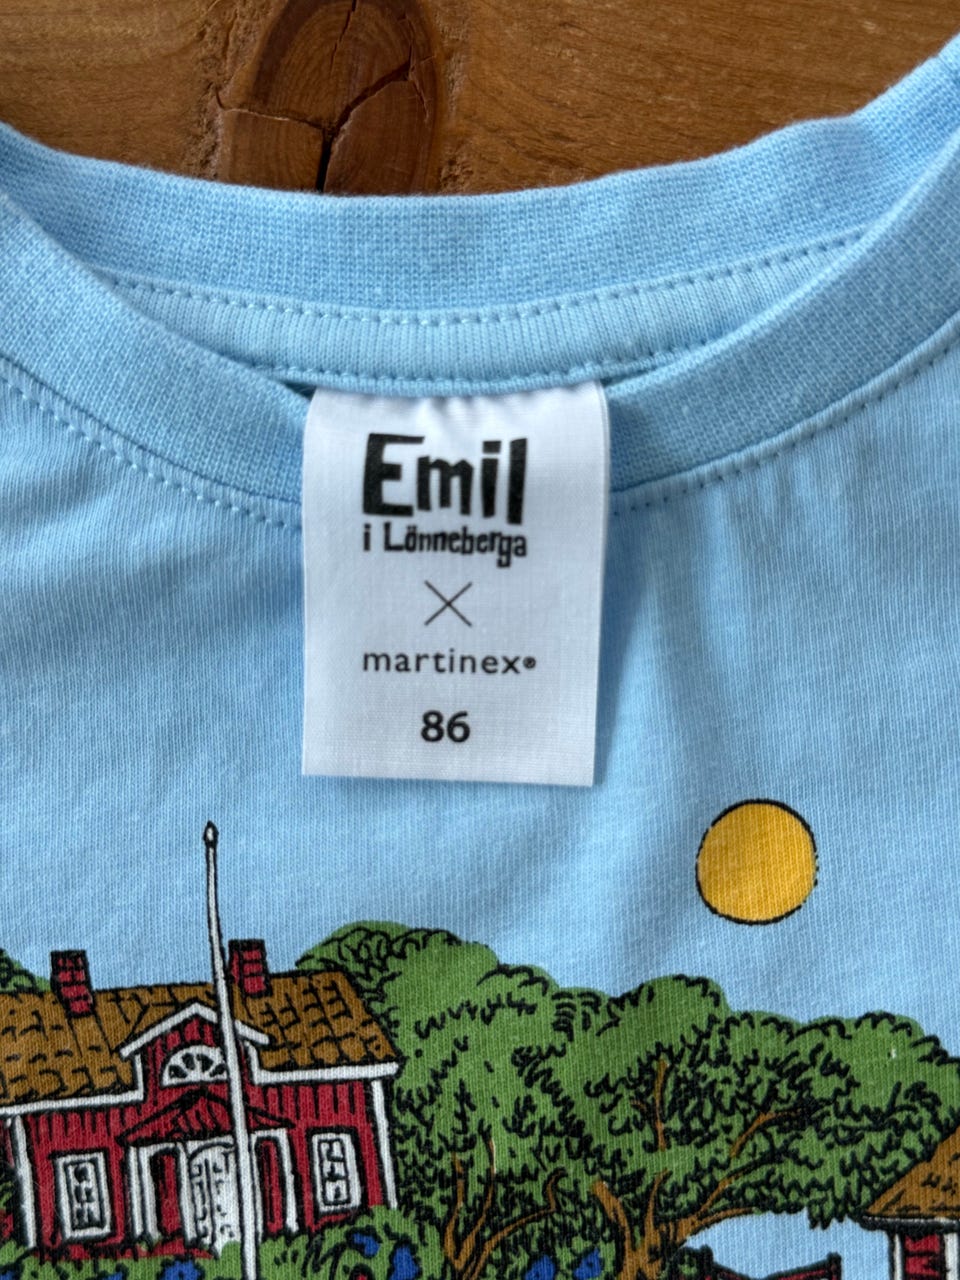 Emil
i Lönneberga
×
martinex®
86